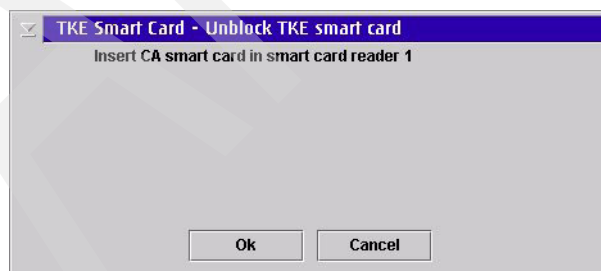 TKE Smart Card - Unblock TKE smart card
Insert CA smart card in smart card reader 1
Ok Cancel